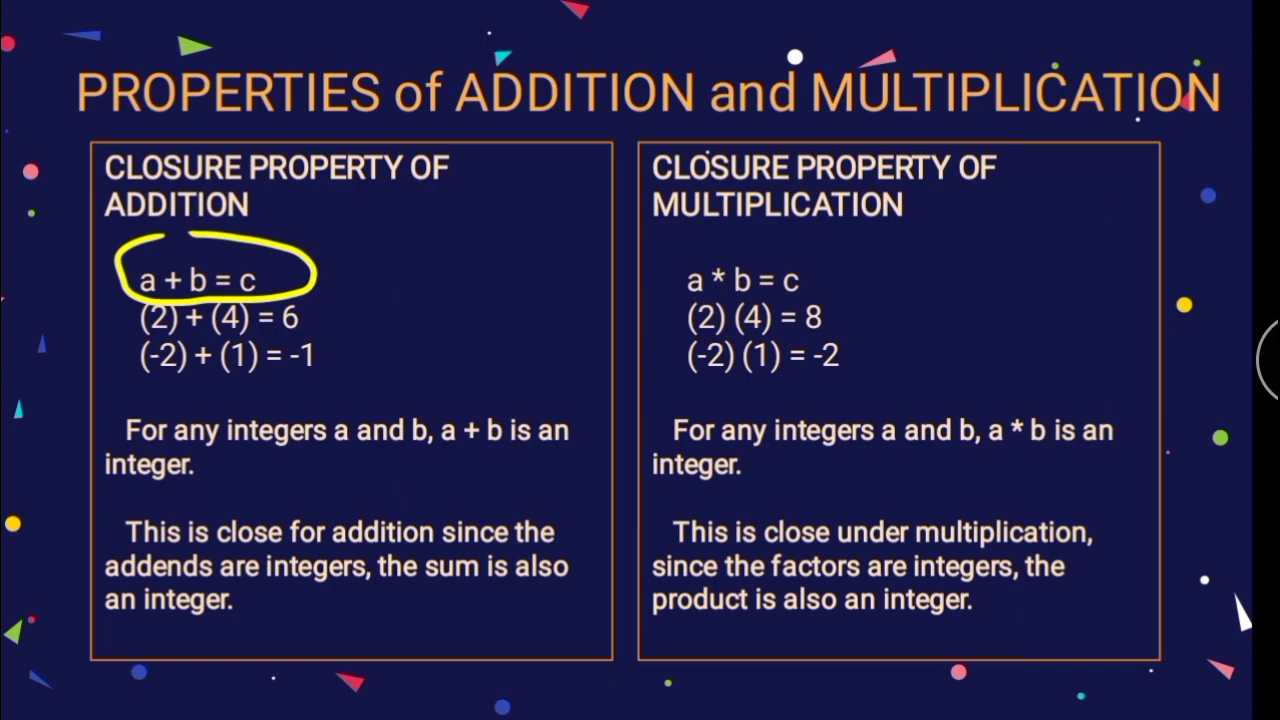 PROPERTIES of ADDITION and MULTIPLICATION
CLOSURE PROPERTY OF
ADDITION
a + b = c
(2) + (4) = 6
(-2) + (1) = -1
For any integers a and b, a + b is an
integer.
This is close for addition since the
addends are integers, the sum is also
an integer.
CLOSURE PROPERTY OF
MULTIPLICATION
a * b = c
(2) (4) = 8
(-2) (1) = -2
For any integers a and b, a * b is an
integer.
This is close under multiplication,
since the factors are integers, the
product is also an integer.